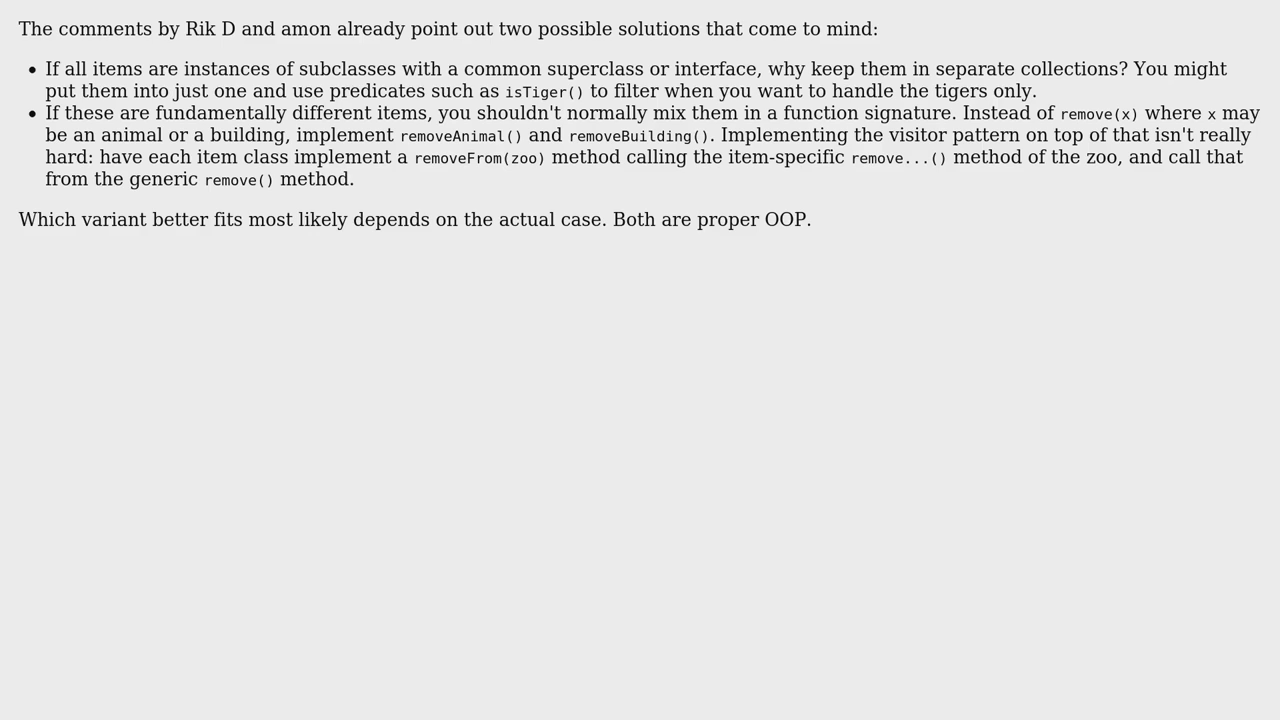 The comments by Rik D and amon already point out two possible solutions that come to mind:
• If all items are instances of subclasses with a common superclass or interface, why keep them in separate collections? You might
put them into just one and use predicates such as isTiger() to filter when you want to handle the tigers only.
• If these are fundamentally different items, you shouldn't normally mix them in a function signature. Instead of remove(x) where x may
be an animal or a building, implement removeAnimal() and removeBuilding(). Implementing the visitor pattern on top of that isn't really
hard: have each item class implement a removeFrom(zoo) method calling the item-specific remove...() method of the zoo, and call that
from the generic remove() method.
Which variant better fits most likely depends on the actual case. Both are proper OOP.